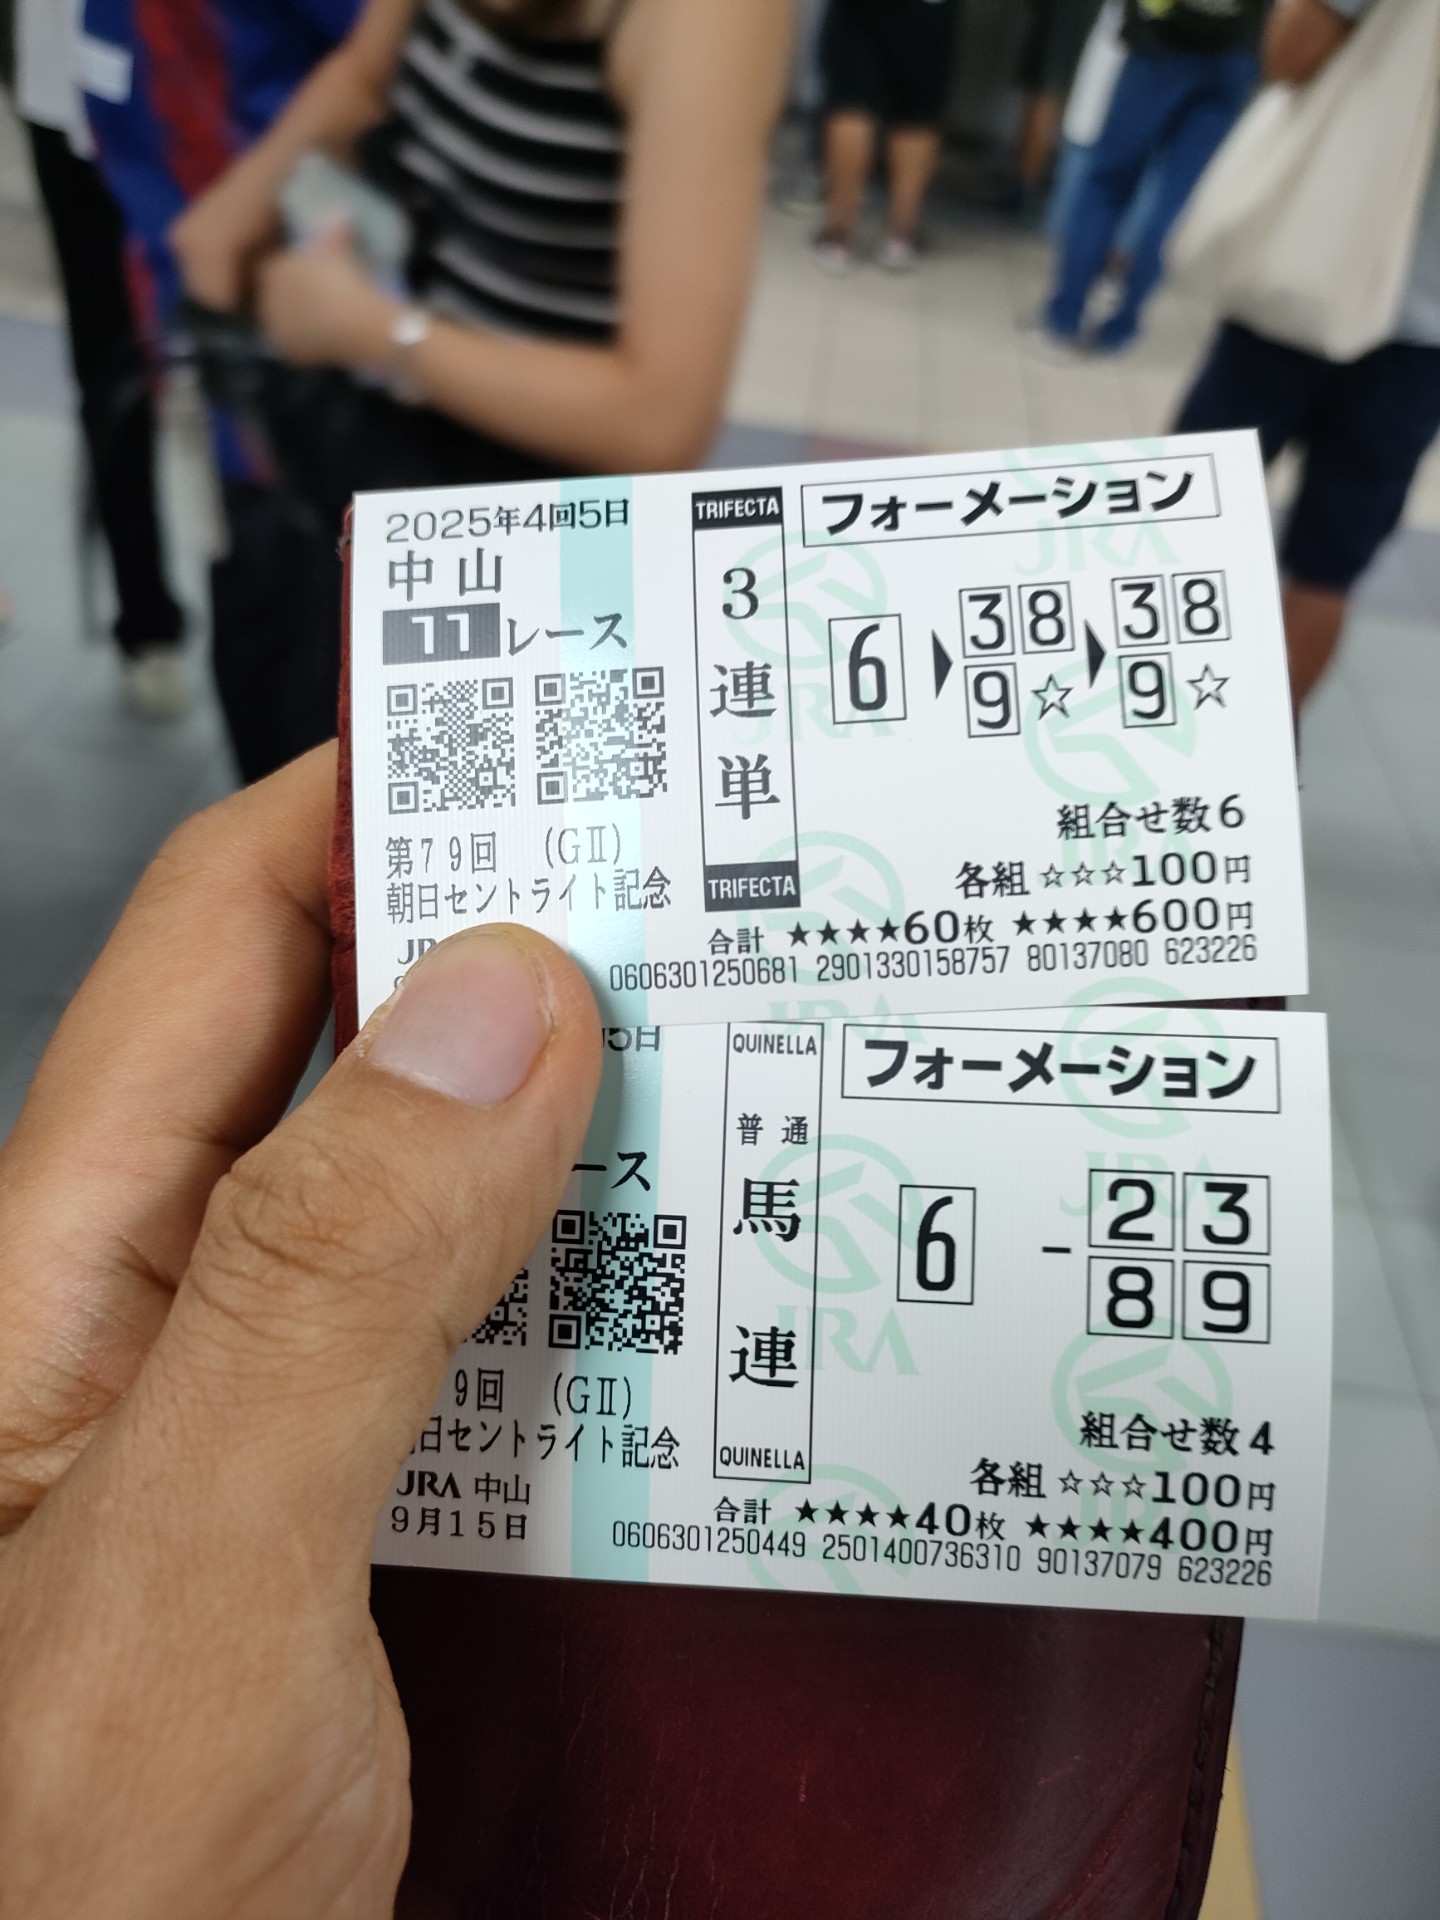 2025年4回5日
中山
11レース
第79回 (GⅡ)
朝日セントライト記念
TRIFECTA
3連単
TRIFECTA
フォーメーション
6 ▶ 3 8 ▶ 3 8
9 ☆ 9 ☆
組合せ数6
各組 ☆☆☆100円
合計 ★★★★60枚 ★★★★600円
0606301250681 2901330158757 80137080 623226
5日
ース
9回 (GⅡ)
日セントライト記念
JRA 中山
9月15日
QUINELLA
普通
馬連
QUINELLA
フォーメーション
6 - 2 3
8 9
組合せ数4
各組 ☆☆☆100円
合計 ★★★★40枚 ★★★★400円
0606301250449 2501400736310 90137079 623226